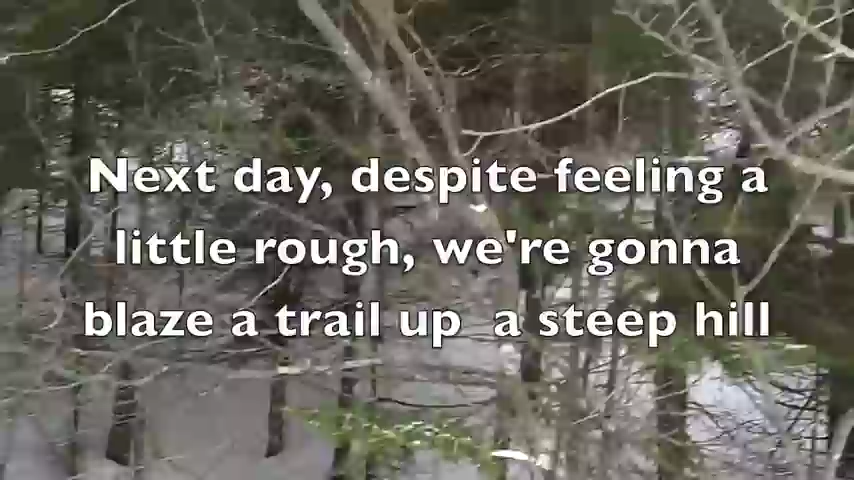 Next day, despite feeling a
little rough, we're gonna
blaze a trail up  a steep hill